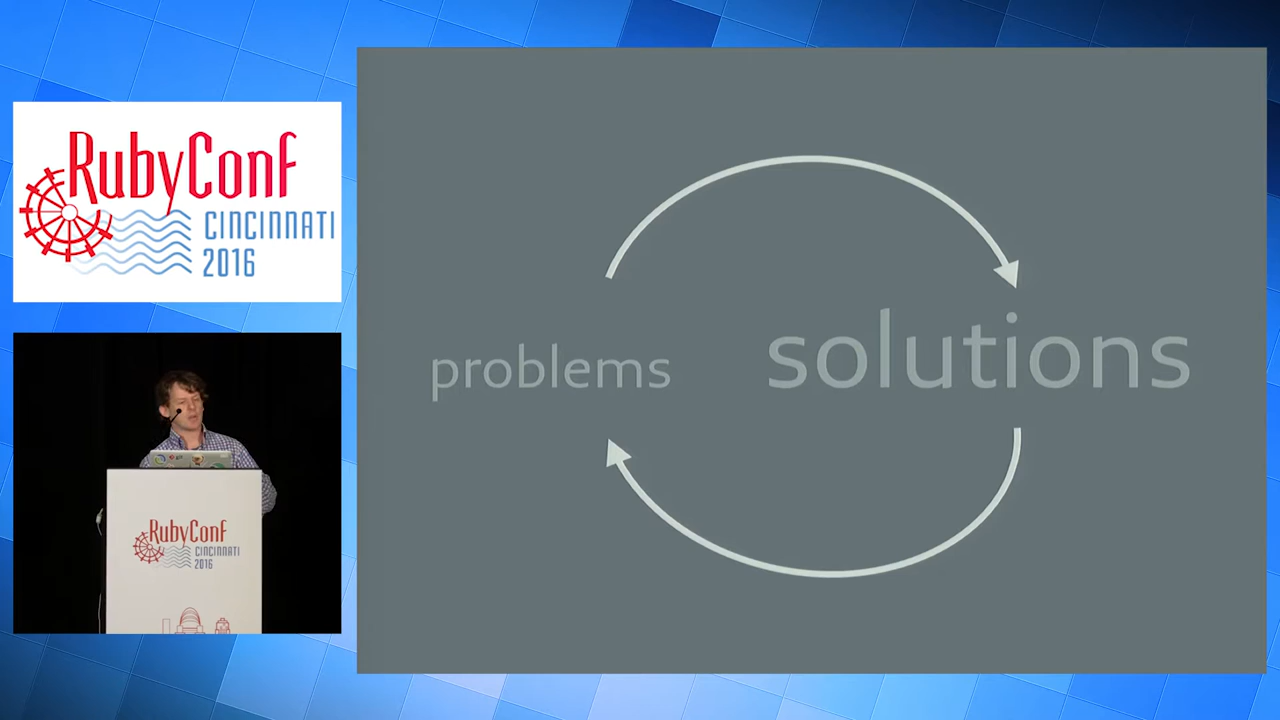 RubyConf
CINCINNATI
2016
problems
solutions
RubyConf
CINCINNATI
2016